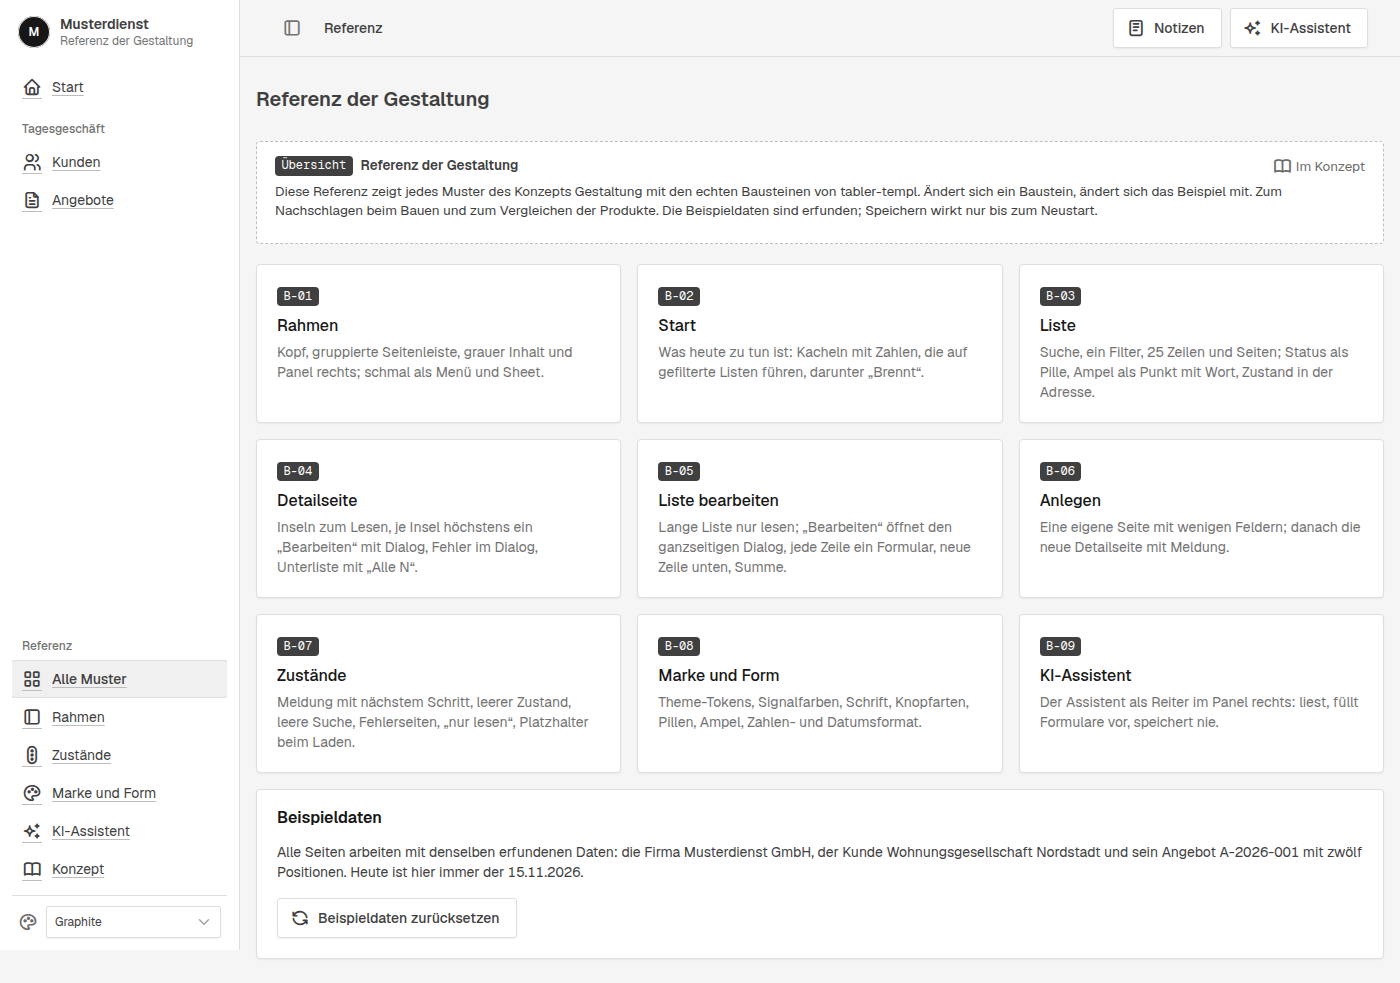 M
Musterdienst
Referenz der Gestaltung
Start
Tagesgeschäft
Kunden
Angebote
Referenz
Alle Muster
Rahmen
Zustände
Marke und Form
KI-Assistent
Konzept
Graphite
Referenz
Notizen
KI-Assistent
Referenz der Gestaltung
Übersicht Referenz der Gestaltung
Im Konzept
Diese Referenz zeigt jedes Muster des Konzepts Gestaltung mit den echten Bausteinen von tabler-templ. Ändert sich ein Baustein, ändert sich das Beispiel mit. Zum
Nachschlagen beim Bauen und zum Vergleichen der Produkte. Die Beispieldaten sind erfunden; Speichern wirkt nur bis zum Neustart.
B-01
Rahmen
Kopf, gruppierte Seitenleiste, grauer Inhalt und
Panel rechts; schmal als Menü und Sheet.
B-02
Start
Was heute zu tun ist: Kacheln mit Zahlen, die auf
gefilterte Listen führen, darunter „Brennt“.
B-03
Liste
Suche, ein Filter, 25 Zeilen und Seiten; Status als
Pille, Ampel als Punkt mit Wort, Zustand in der
Adresse.
B-04
Detailseite
Inseln zum Lesen, je Insel höchstens ein
„Bearbeiten“ mit Dialog, Fehler im Dialog,
Unterliste mit „Alle N“.
B-05
Liste bearbeiten
Lange Liste nur lesen; „Bearbeiten“ öffnet den
ganzseitigen Dialog, jede Zeile ein Formular, neue
Zeile unten, Summe.
B-06
Anlegen
Eine eigene Seite mit wenigen Feldern; danach die
neue Detailseite mit Meldung.
B-07
Zustände
Meldung mit nächstem Schritt, leerer Zustand,
leere Suche, Fehlerseiten, „nur lesen“, Platzhalter
beim Laden.
B-08
Marke und Form
Theme-Tokens, Signalfarben, Schrift, Knopfarten,
Pillen, Ampel, Zahlen- und Datumsformat.
B-09
KI-Assistent
Der Assistent als Reiter im Panel rechts: liest, füllt
Formulare vor, speichert nie.
Beispieldaten
Alle Seiten arbeiten mit denselben erfundenen Daten: die Firma Musterdienst GmbH, der Kunde Wohnungsgesellschaft Nordstadt und sein Angebot A-2026-001 mit zwölf
Positionen. Heute ist hier immer der 15.11.2026.
Beispieldaten zurücksetzen